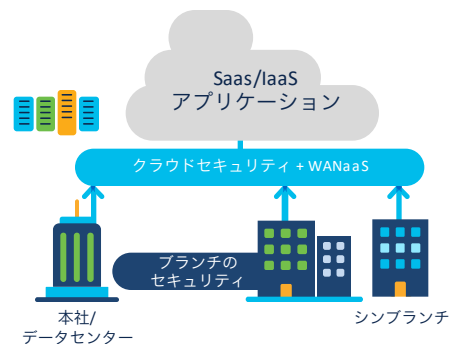 Saas/IaaS
アプリケーション
クラウドセキュリティ + WANaaS
ブランチの
セキュリティ
本社/
データセンター
シンブランチ